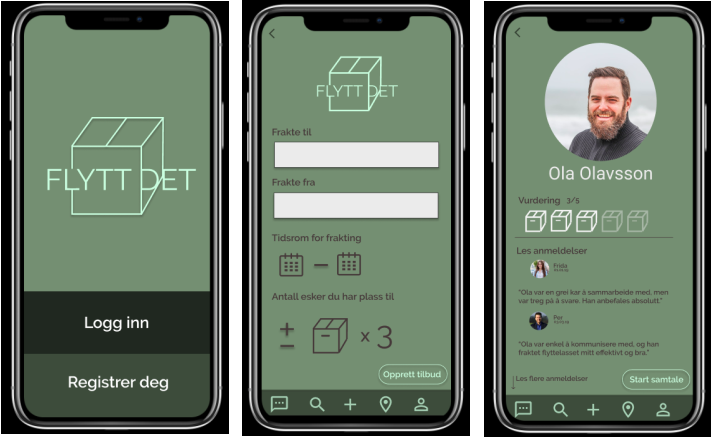 FLYTT DET
Logg inn
Registrer deg
FLYTT DET
Frakte til
Frakte fra
Tidsrom for frakting
Antall esker du har plass til
x 3
Opprett tilbud
Ola Olavsson
Vurdering 3/5
Les anmeldelser
Frida
"Ola var en grei kar å sammarbeide med, men
var treg på å svare. Han anbefales absolutt."
Per
"Ola var enkel å kommunisere med, og han
fraktet flyttelasset mitt effektivt og bra."
Les flere anmeldelser
Start samtale